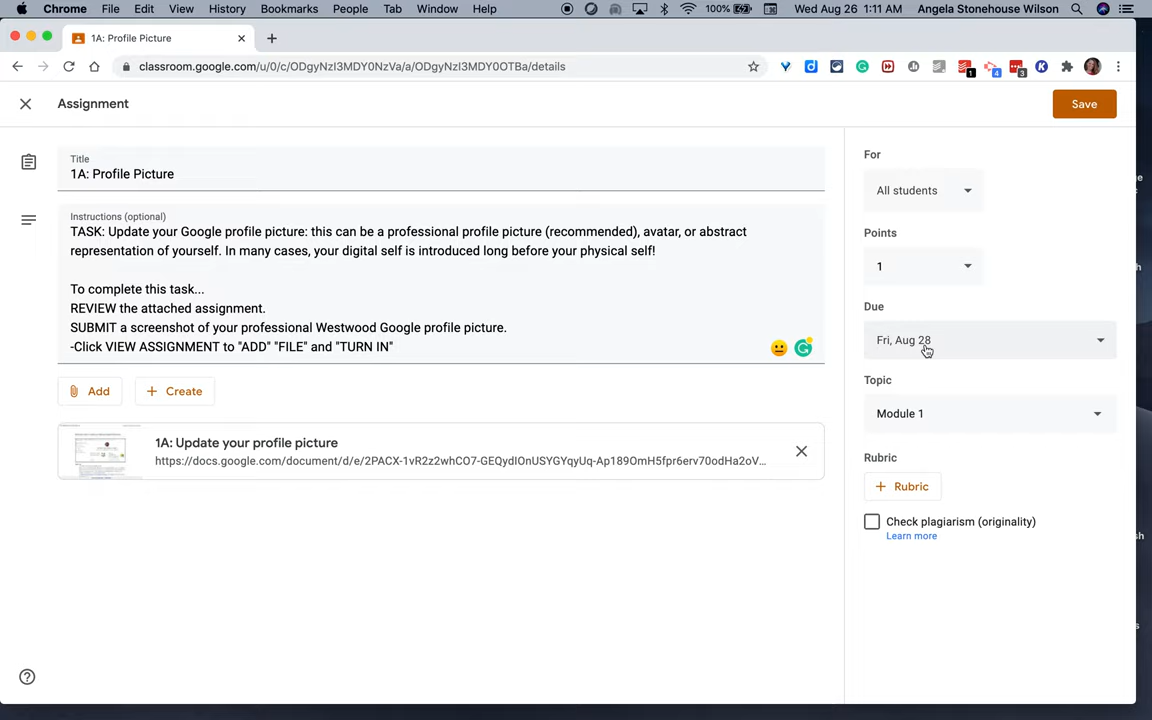 Chrome File Edit View History Bookmarks People Tab Window Help 100% Wed Aug 26 1:11 AM Angela Stonehouse Wilson
1A: Profile Picture
classroom.google.com/u/0/c/ODgyNzI3MDY0NzVa/a/ODgyNzI3MDY0OTBa/details
1
4
3
Assignment
Save
Title
1A: Profile Picture
Instructions (optional)
TASK: Update your Google profile picture: this can be a professional profile picture (recommended), avatar, or abstract
representation of yourself. In many cases, your digital self is introduced long before your physical self!
To complete this task...
REVIEW the attached assignment.
SUBMIT a screenshot of your professional Westwood Google profile picture.
-Click VIEW ASSIGNMENT to "ADD" "FILE" and "TURN IN"
Add
Create
1A: Update your profile picture
https://docs.google.com/document/d/e/2PACX-1vR2z2whCO7-GEQydIOnUSYGYqyUq-Ap189OmH5fpr6erv70odHa2oV...
For
All students
Points
1
Due
Fri, Aug 28
Topic
Module 1
Rubric
Rubric
Check plagiarism (originality)
Learn more